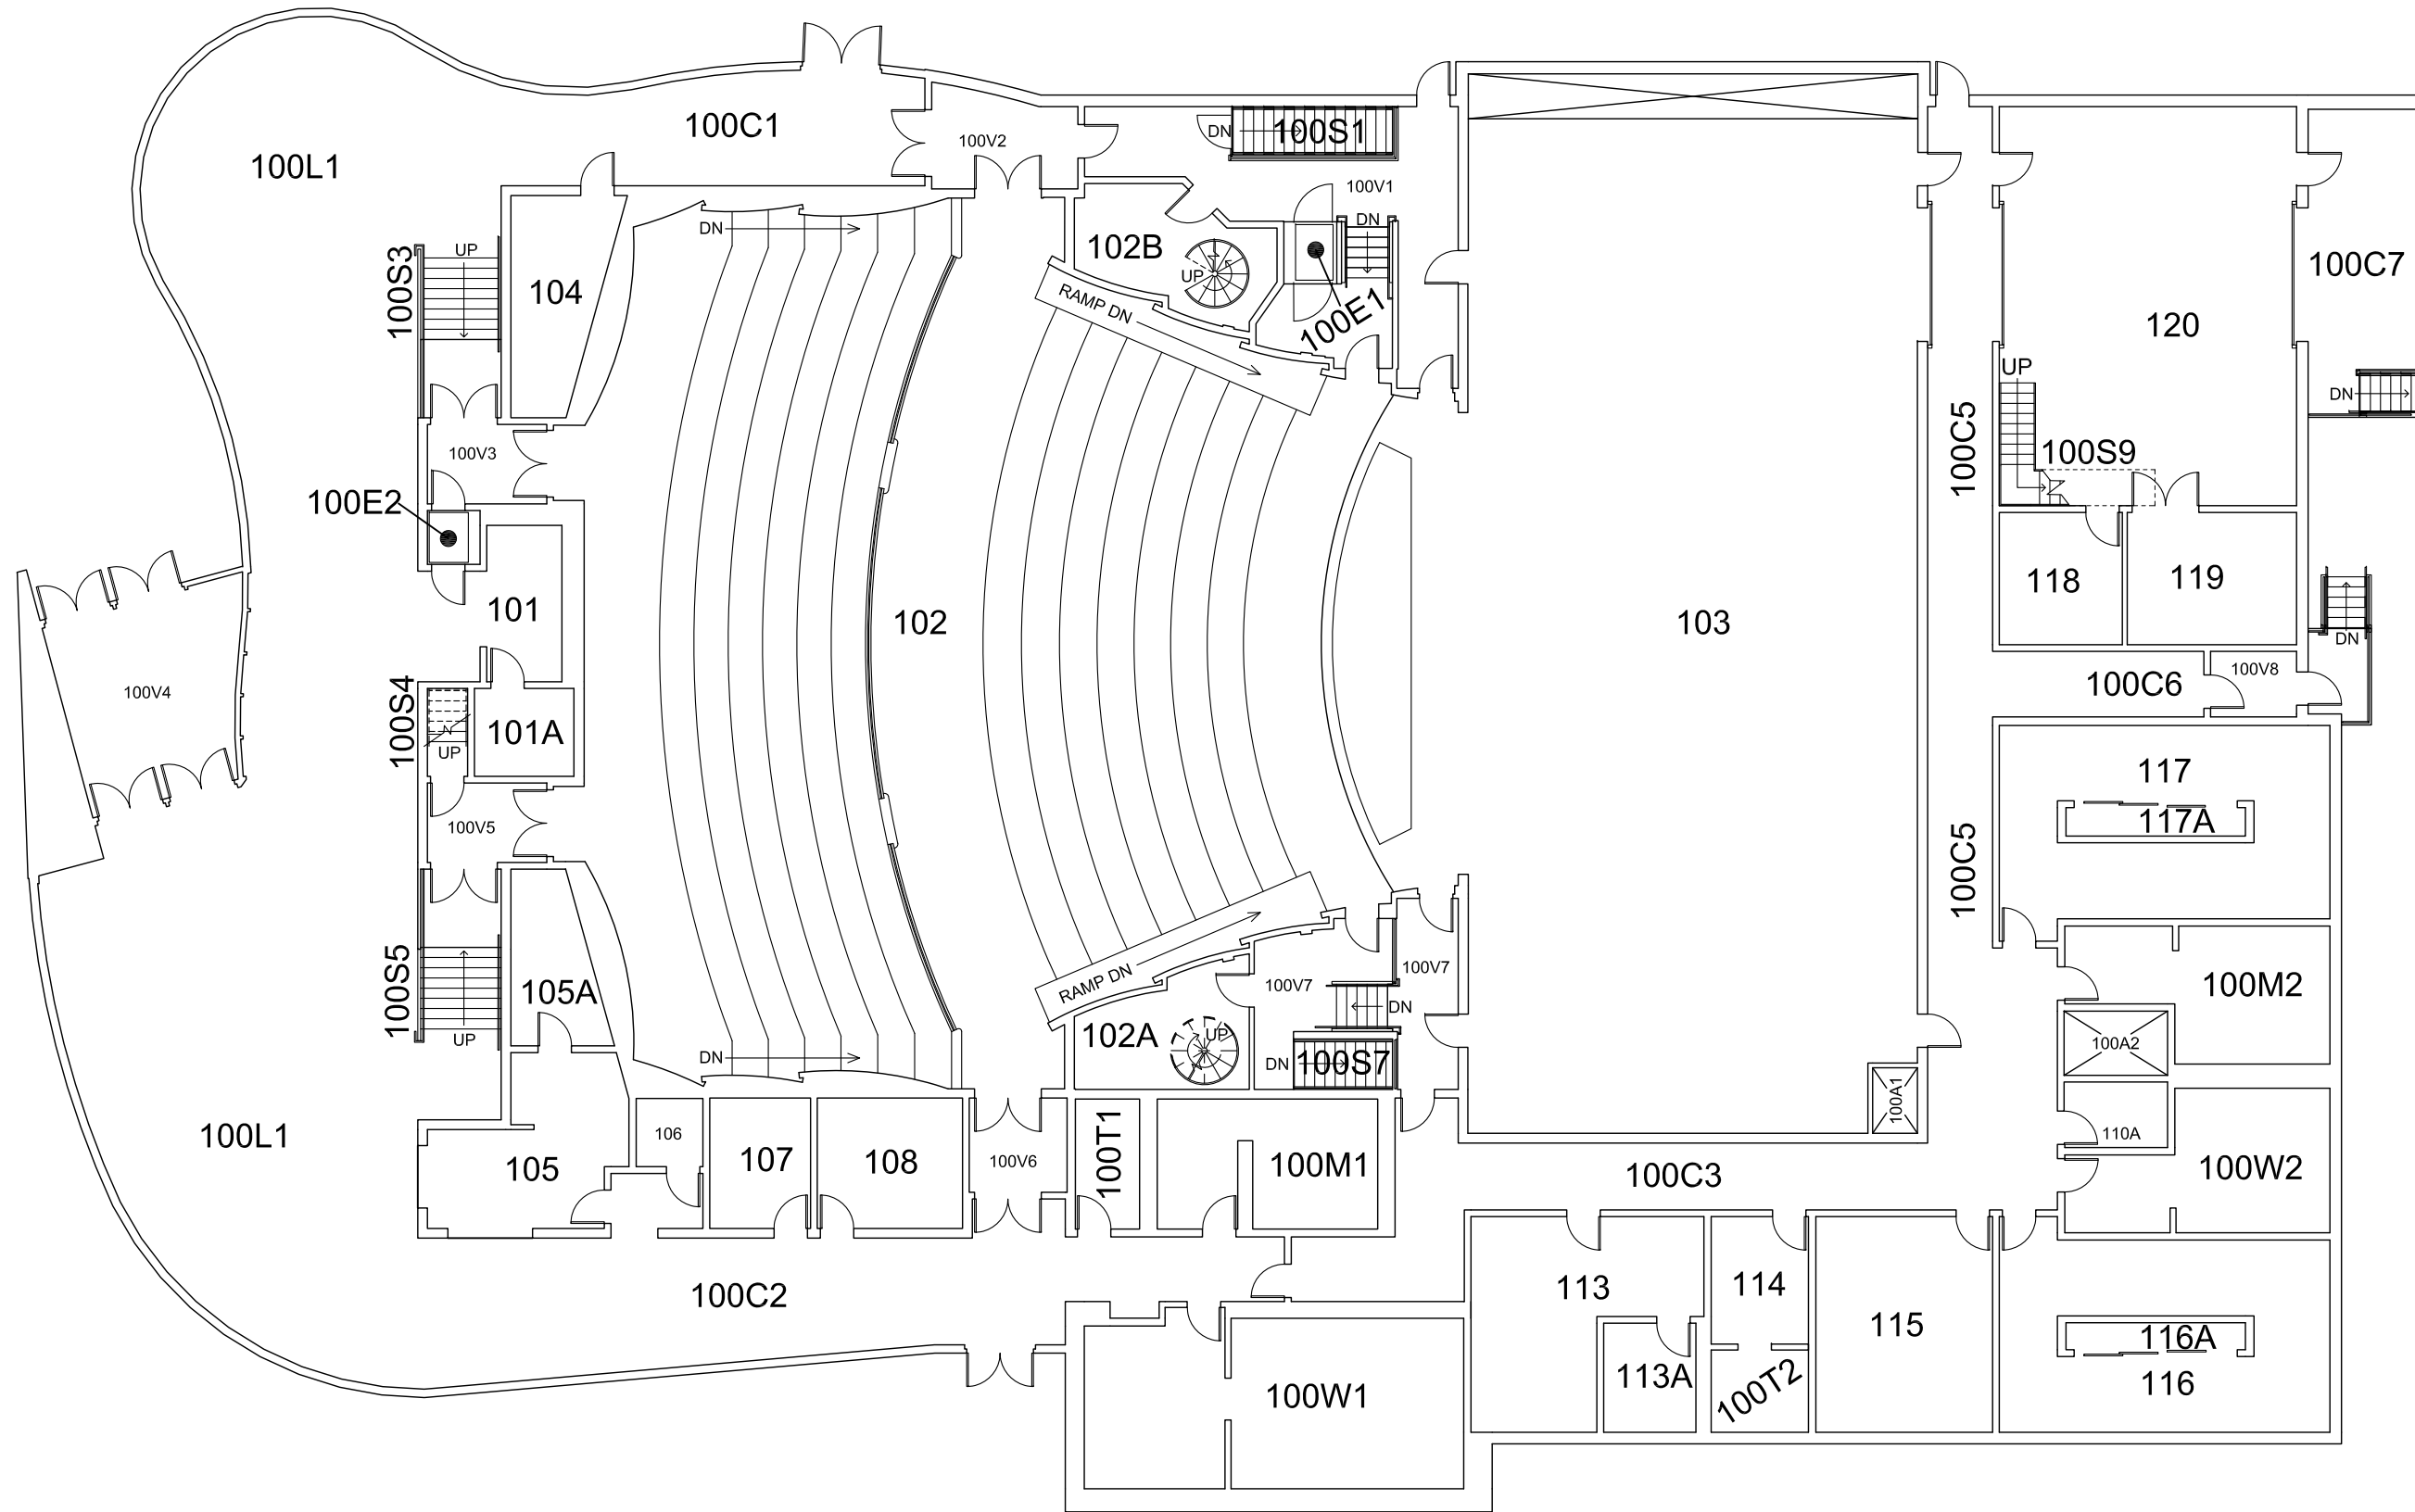 100C1
100V2
DN
100S1
100L1
100V1
DN
DN
102B
UP
100S3
UP
104
RAMP DN
100E1
100C7
120
UP
DN
100C5
100S9
100V3
100E2
101
102
103
118
119
DN
100V4
100S4
101A
UP
100C6
100V8
117
117A
100V5
100C5
100S5
UP
105A
RAMP DN
100V7
100V7
DN
100M2
102A
UP
DN
100S7
DN
100A2
100A1
100L1
105
106
107
108
100V6
100T1
100M1
100C3
110A
100W2
100C2
113
114
115
116A
116
113A
100T2
100W1